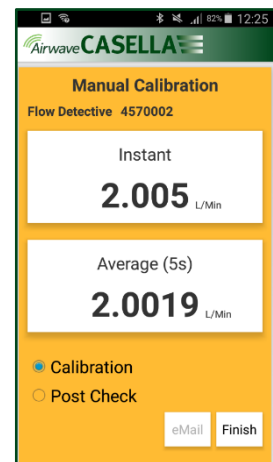 82% 12:25
Airwave CASELLA
Manual Calibration
Flow Detective 4570002
Instant
2.005 L/Min
Average (5s)
2.0019 L/Min
Calibration
Post Check
eMail Finish